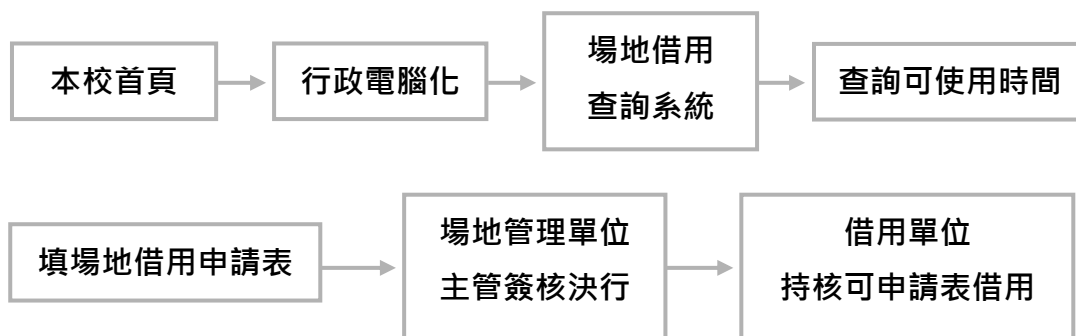 本校首頁
行政電腦化
場地借用
查詢系統
查詢可使用時間
填場地借用申請表
場地管理單位
主管簽核決行
借用單位
持核可申請表借用